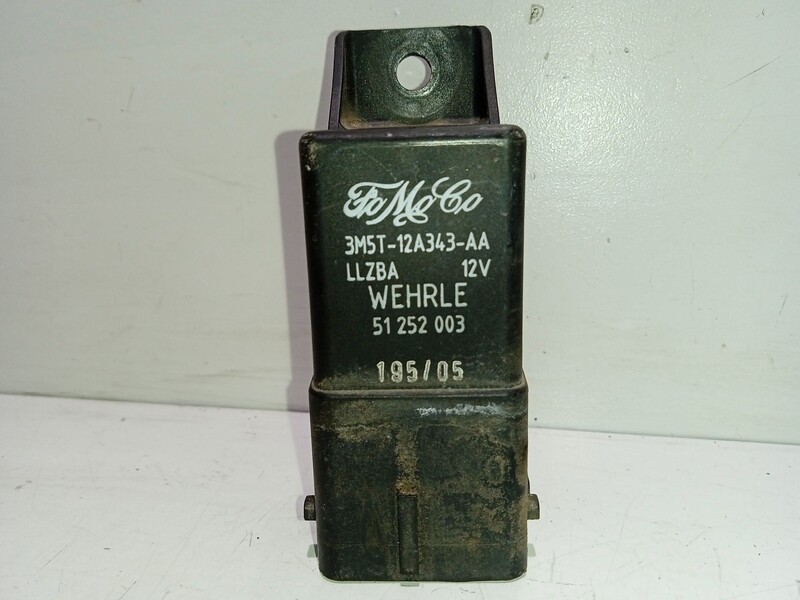 FoMoCo
3M5T-12A343-AA
LLZBA 12V
WEHRLE
51 252 003
195/05